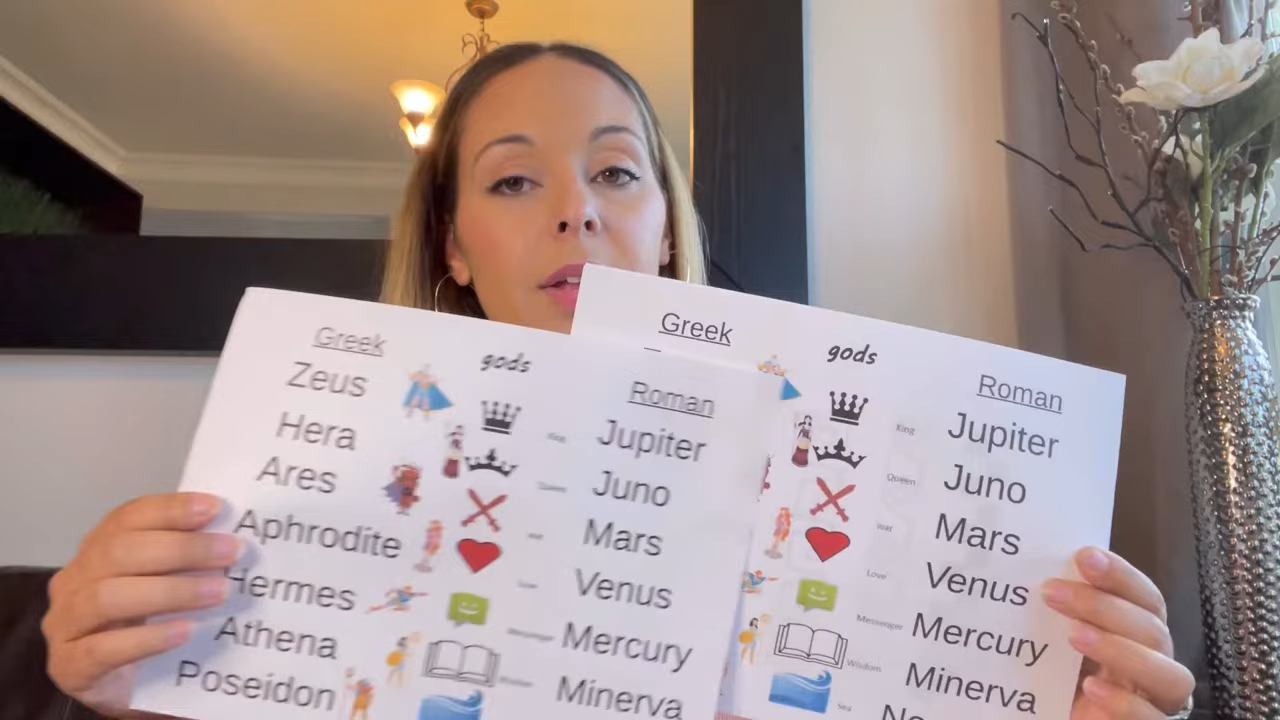 Greek gods Roman
Zeus Jupiter
Hera Juno
Ares Mars
Aphrodite Venus
Hermes Mercury
Athena Minerva
Poseidon
Greek gods Roman
King Jupiter
Queen Juno
War Mars
Love Venus
Messenger Mercury
Wisdom Minerva
Sea